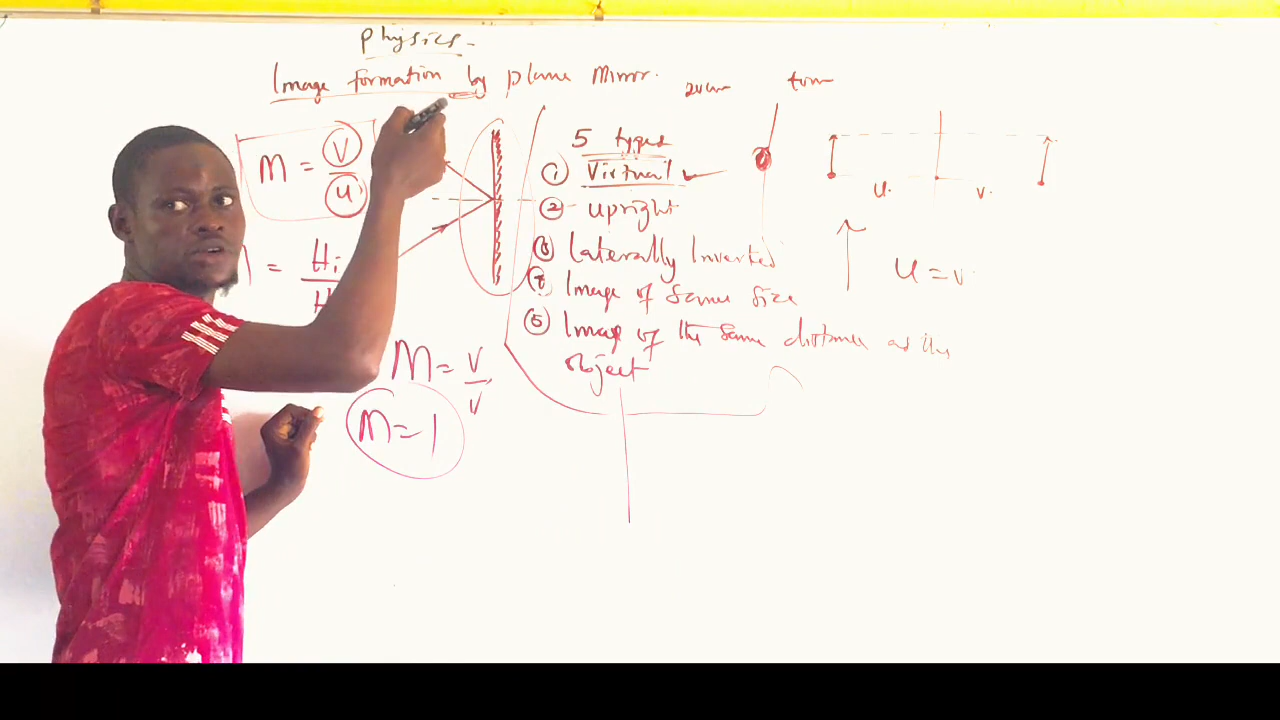 Physics -
Image formation by plane Mirror.
5 types
① Virtual
② upright
③ Laterally Inverted
④ Image of same size
⑤ Image of the same distance as the
object
M = V
u
= Hi
H
M = v
v
M = 1
u.
v.
u = v.